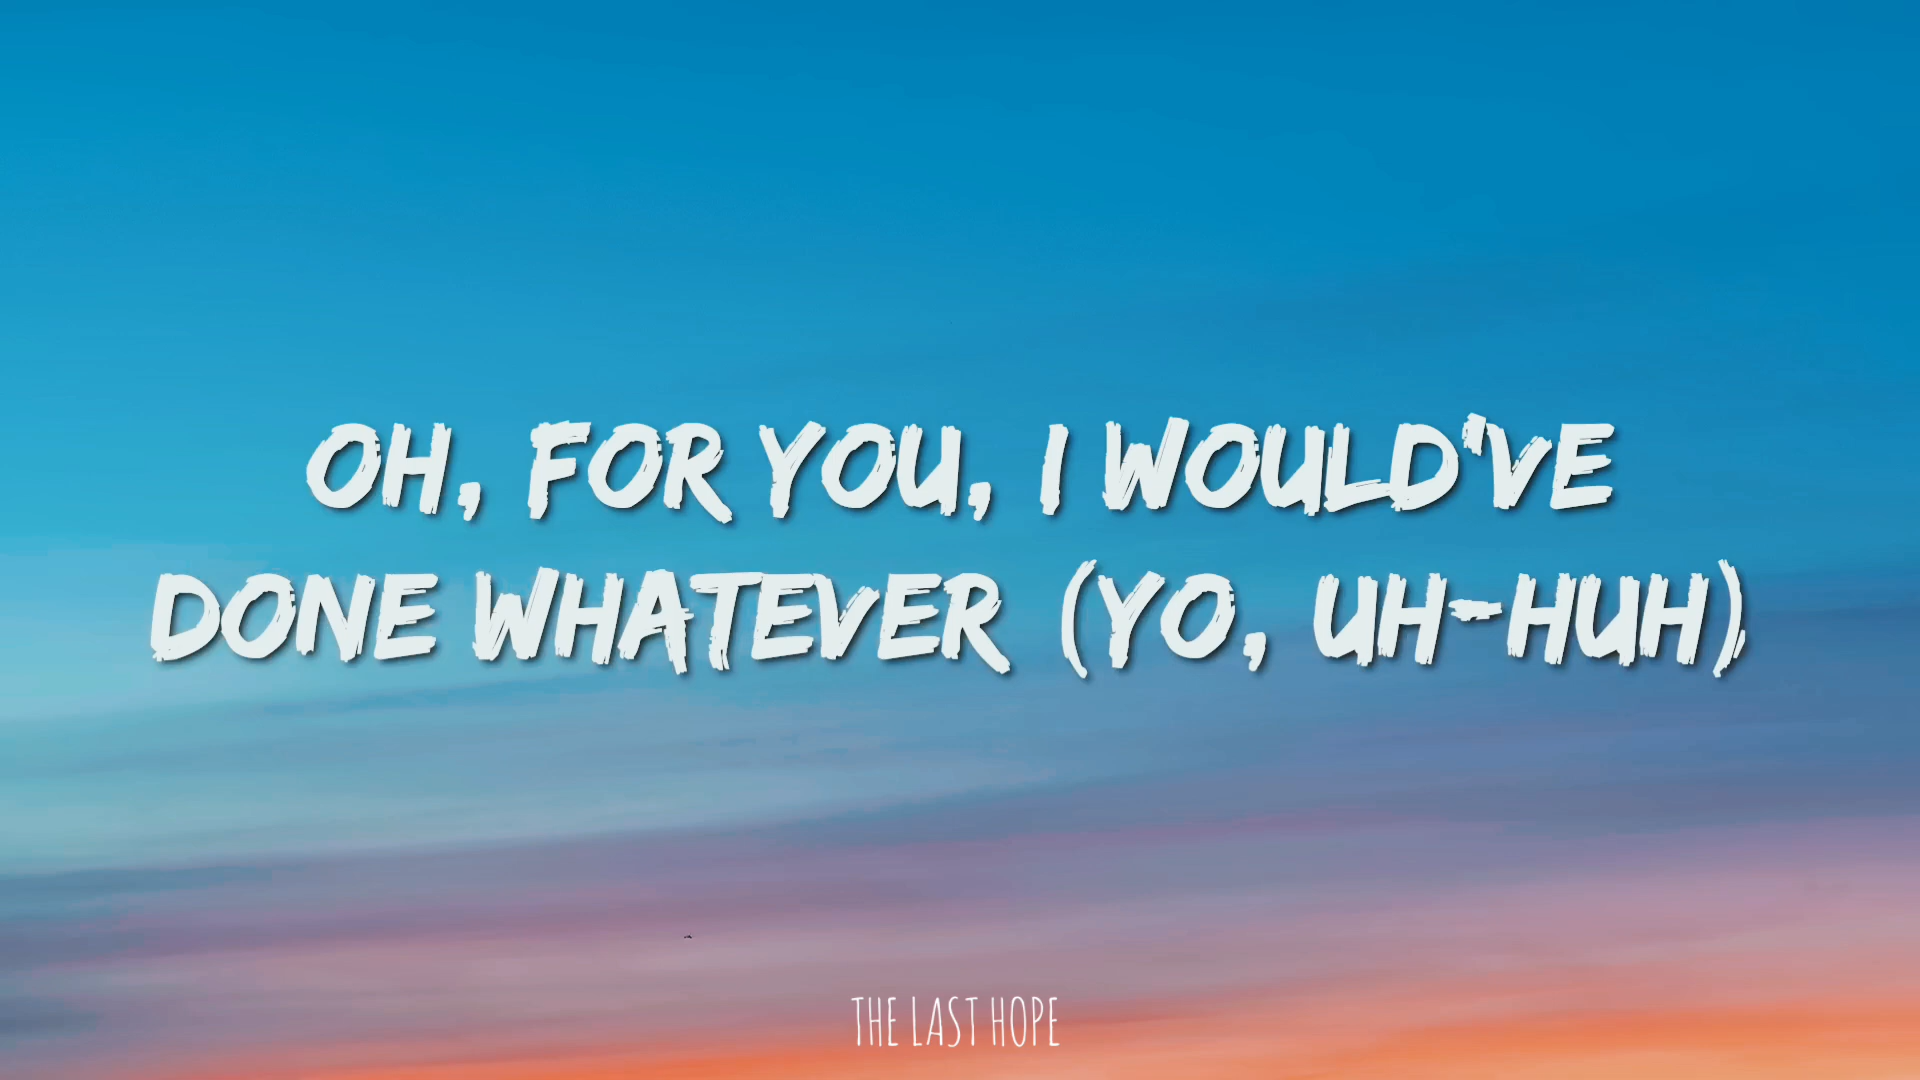 OH, FOR YOU, I WOULD'VE
DONE WHATEVER (YO, UH-HUH)
THE LAST HOPE